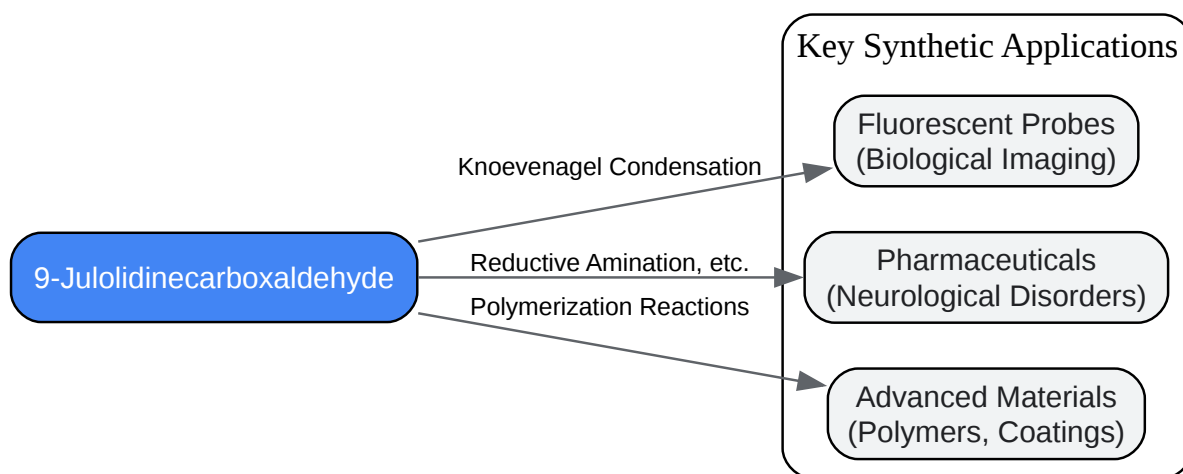 Key Synthetic Applications
Fluorescent Probes
(Biological Imaging)
Knoevenagel Condensation
9-Julolidinecarboxaldehyde
Reductive Amination, etc.
Pharmaceuticals
(Neurological Disorders)
Polymerization Reactions
Advanced Materials
(Polymers, Coatings)